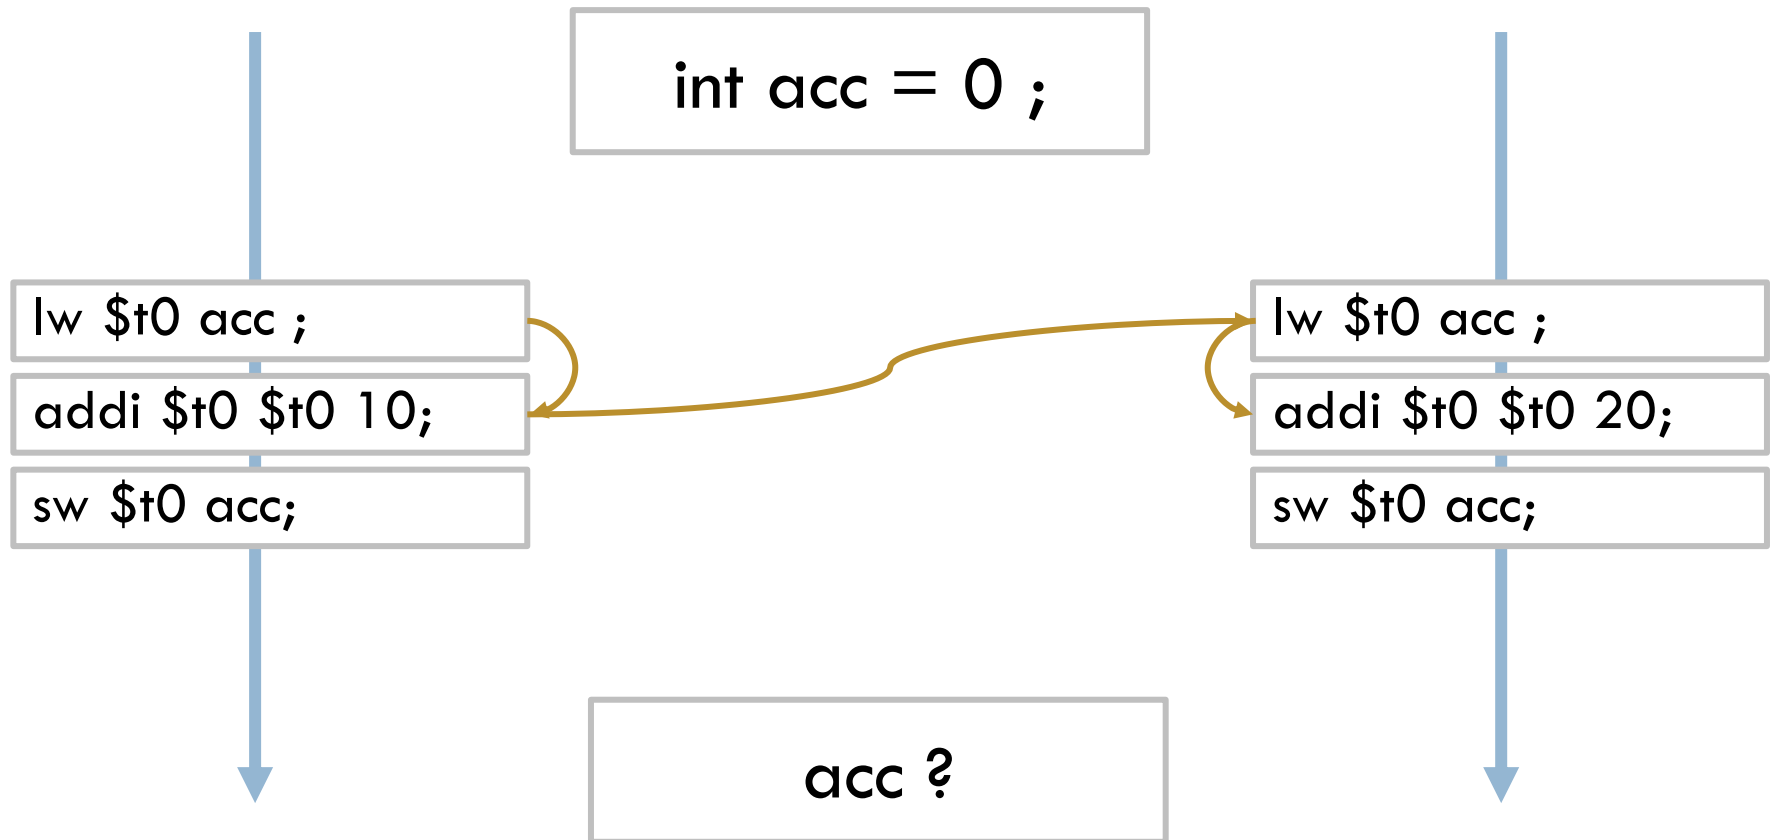 int acc = 0 ;
lw $t0 acc ;
addi $t0 $t0 10;
sw $t0 acc;
lw $t0 acc ;
addi $t0 $t0 20;
sw $t0 acc;
acc ?